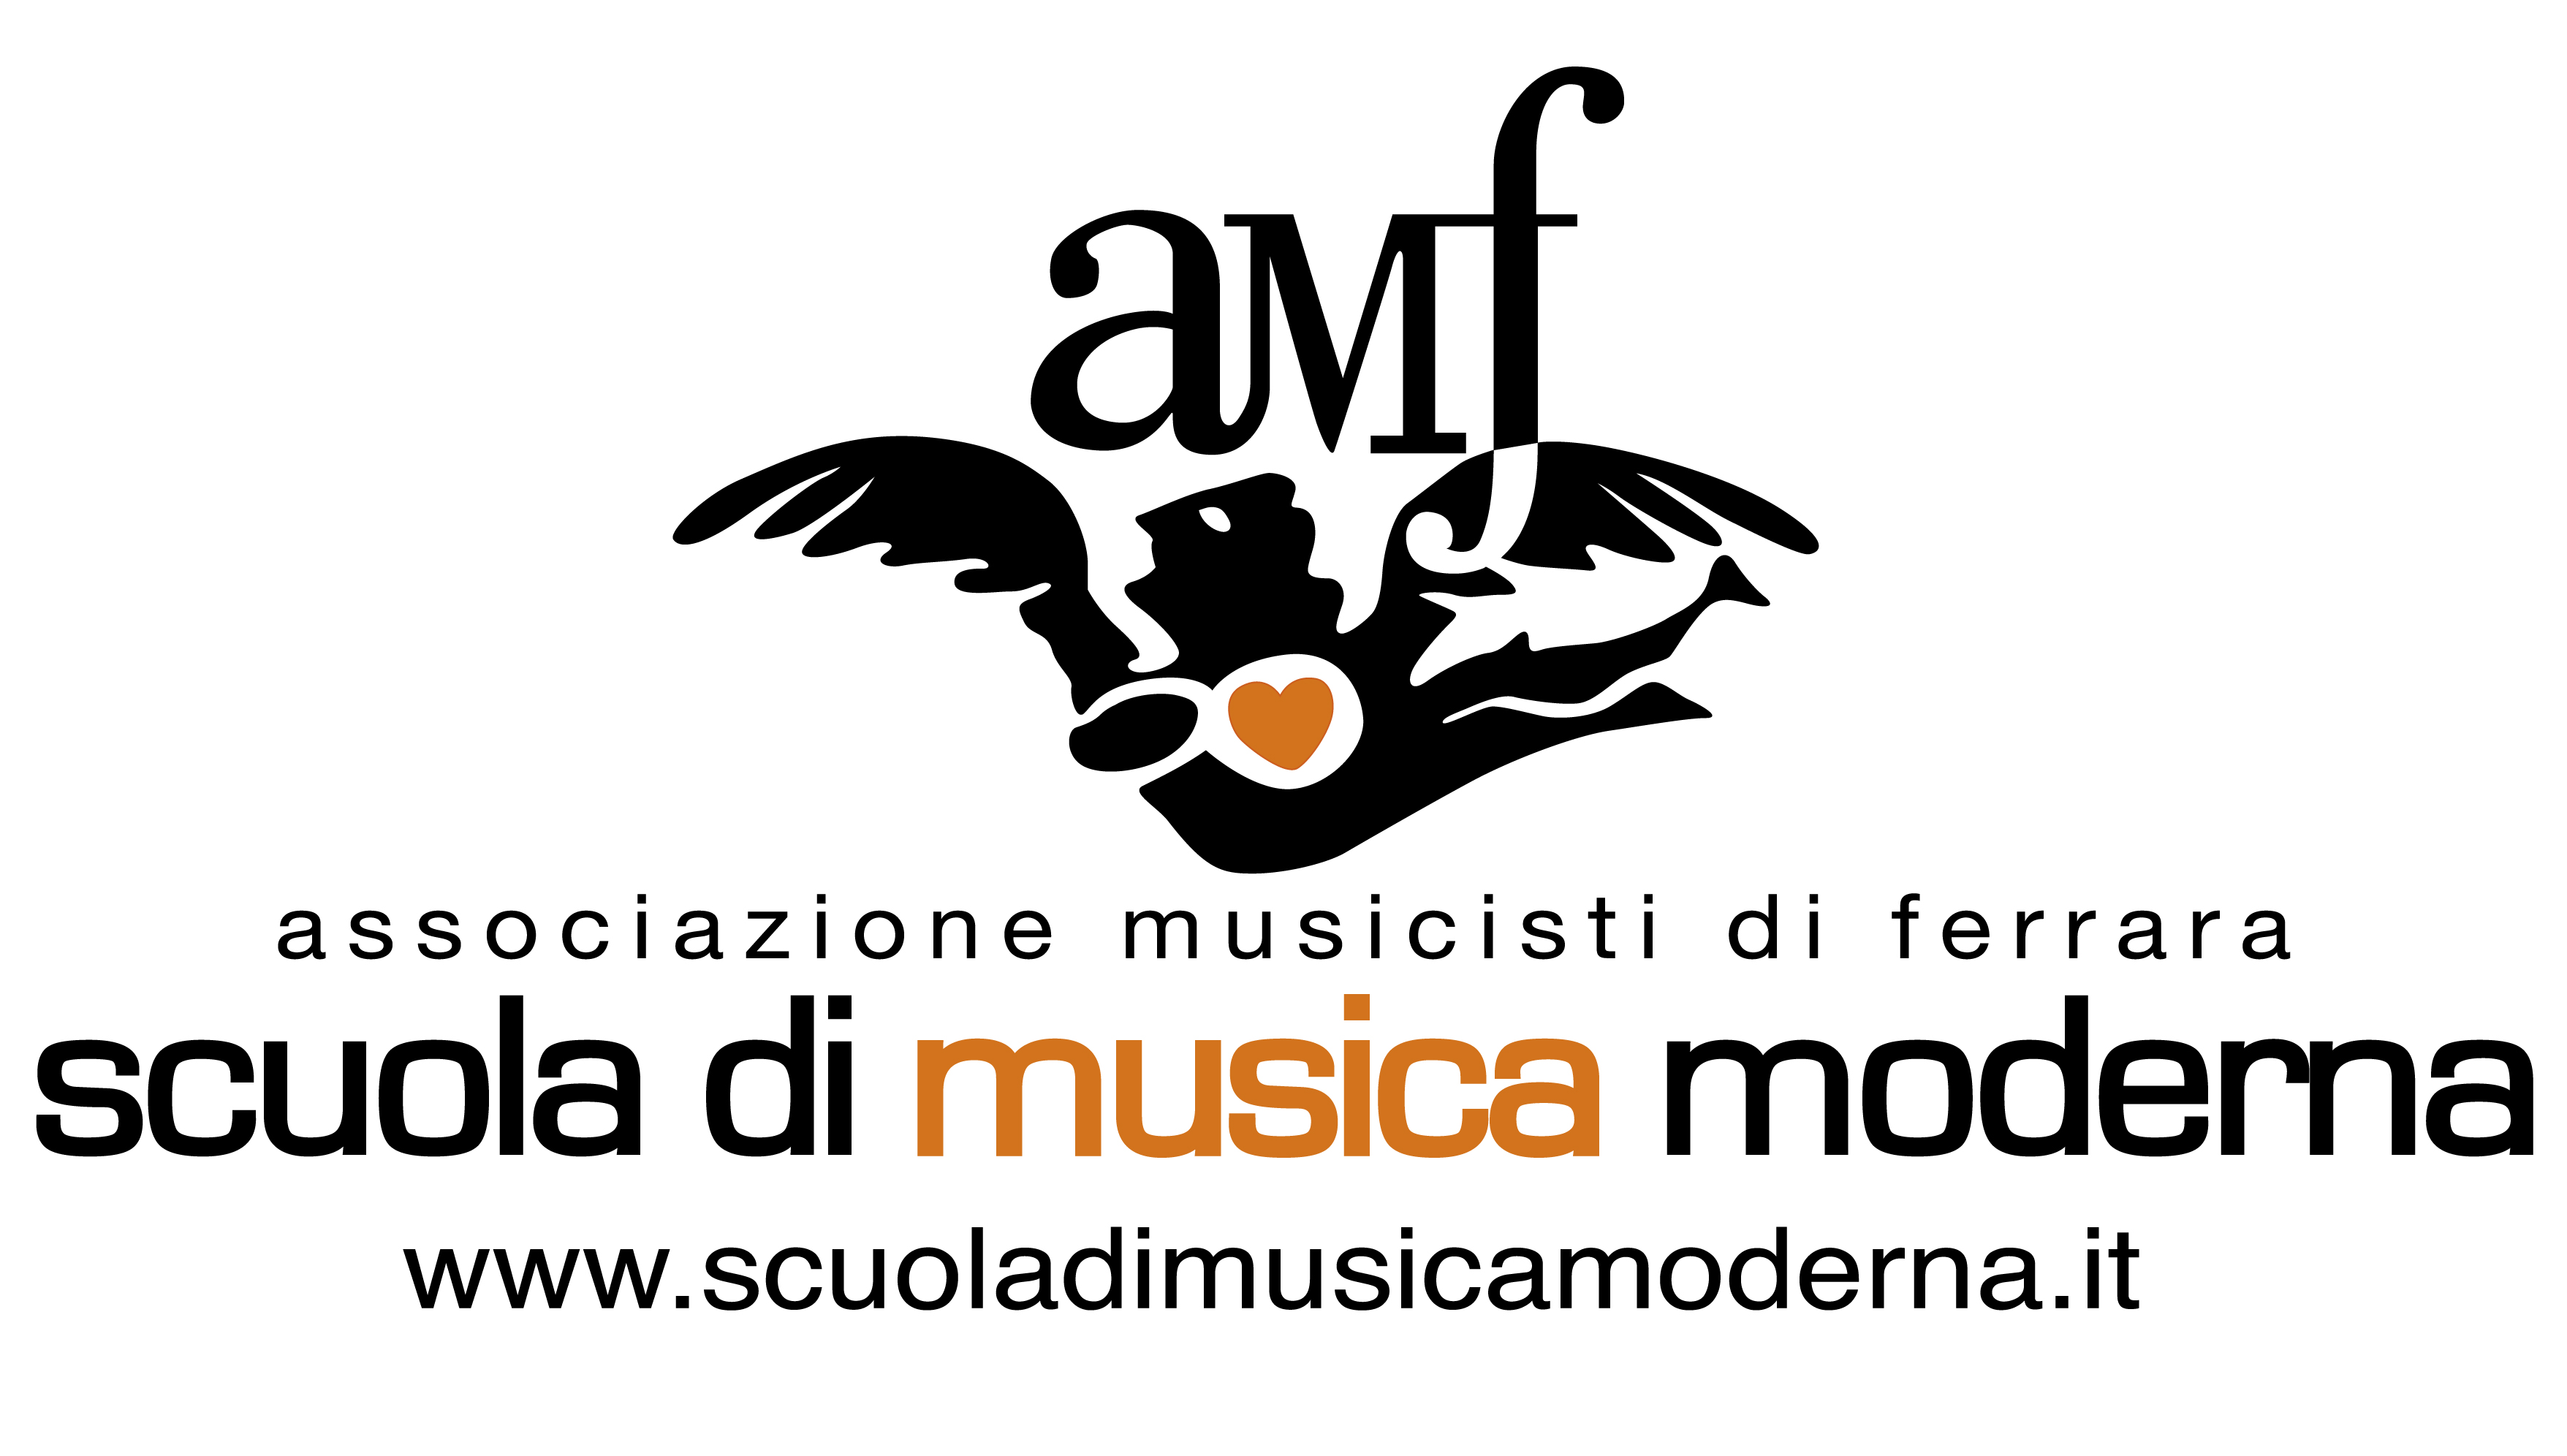 aMf
associazione musicisti di ferrara
scuola di musica moderna
www.scuoladimusicamoderna.it